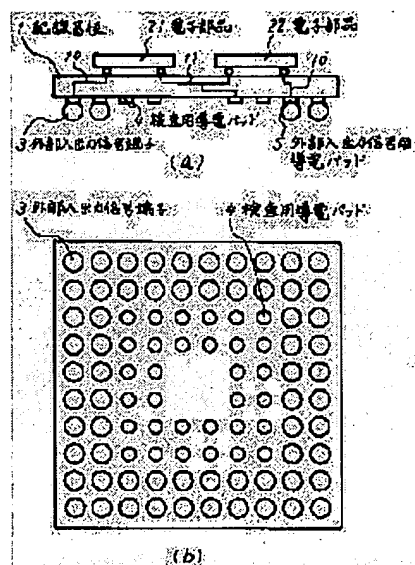 1 配線基板 21 電子部品 22 電子部品
10 11 10
4 検査用導電パッド
3 外部入出力信号端子 5 外部入出力信号用
導電パッド
(a)
3 外部入出力信号端子 4 検査用導電パッド
(b)